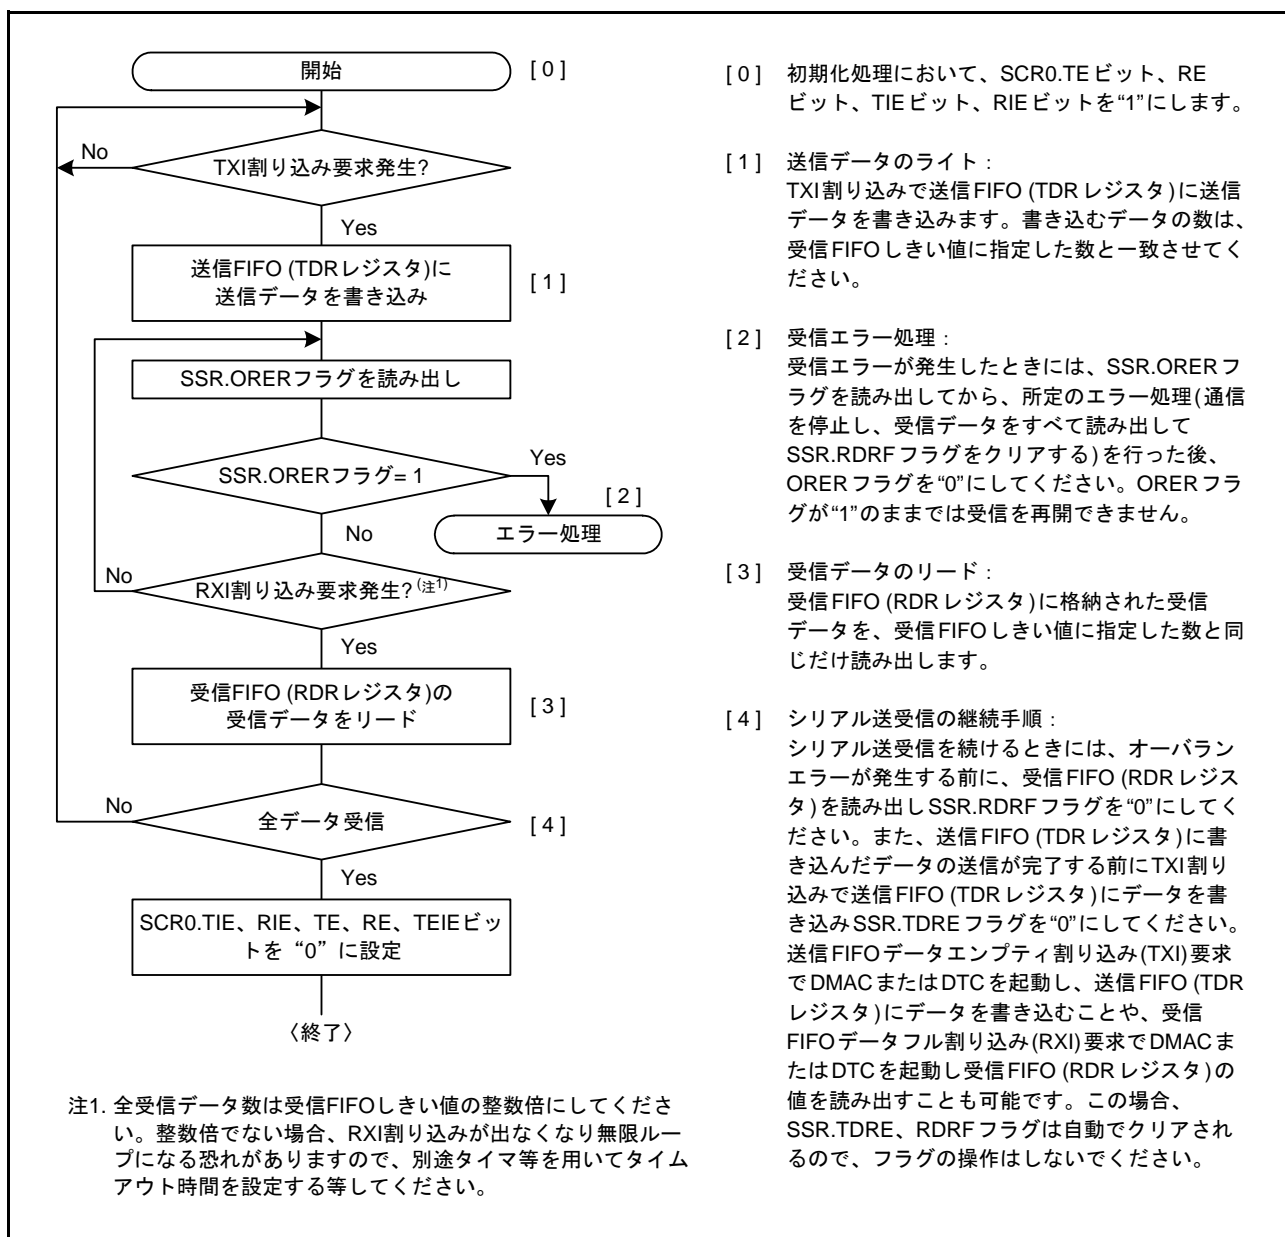 開始
[ 0 ]
No
TXI割り込み要求発生?
Yes
送信FIFO (TDRレジスタ)に
送信データを書き込み
[ 1 ]
SSR.ORERフラグを読み出し
SSR.ORERフラグ= 1
Yes
[ 2 ]
エラー処理
No
No
RXI割り込み要求発生?(注1)
Yes
受信FIFO (RDRレジスタ)の
受信データをリード
[ 3 ]
No
全データ受信
[ 4 ]
Yes
SCR0.TIE、RIE、TE、RE、TEIEビッ
トを“0”に設定
〈終了〉
注1. 全受信データ数は受信FIFOしきい値の整数倍にしてくださ
い。整数倍でない場合、RXI割り込みが出なくなり無限ルー
プになる恐れがありますので、別途タイマ等を用いてタイム
アウト時間を設定する等してください。
[ 0 ] 初期化処理において、SCR0.TEビット、RE
ビット、TIEビット、RIEビットを“1”にします。
[ 1 ] 送信データのライト：
TXI割り込みで送信FIFO (TDRレジスタ)に送信
データを書き込みます。書き込むデータの数は、
受信FIFOしきい値に指定した数と一致させてく
ださい。
[ 2 ] 受信エラー処理：
受信エラーが発生したときには、SSR.ORERフ
ラグを読み出してから、所定のエラー処理(通信
を停止し、受信データをすべて読み出して
SSR.RDRFフラグをクリアする)を行った後、
ORERフラグを“0”にしてください。ORERフラ
グが“1”のままでは受信を再開できません。
[ 3 ] 受信データのリード：
受信FIFO (RDRレジスタ)に格納された受信
データを、受信FIFOしきい値に指定した数と同
じだけ読み出します。
[ 4 ] シリアル送受信の継続手順：
シリアル送受信を続けるときには、オーバラン
エラーが発生する前に、受信FIFO (RDRレジス
タ)を読み出しSSR.RDRFフラグを“0”にしてく
ださい。また、送信FIFO (TDRレジスタ)に書
き込んだデータの送信が完了する前にTXI割り
込みで送信FIFO (TDRレジスタ)にデータを書
き込みSSR.TDREフラグを“0”にしてください。
送信FIFOデータエンプティ割り込み(TXI)要求
でDMACまたはDTCを起動し、送信FIFO (TDR
レジスタ)にデータを書き込むことや、受信
FIFOデータフル割り込み(RXI)要求でDMACま
たはDTCを起動し受信FIFO (RDRレジスタ)の
値を読み出すことも可能です。この場合、
SSR.TDRE、RDRFフラグは自動でクリアされ
るので、フラグの操作はしないでください。